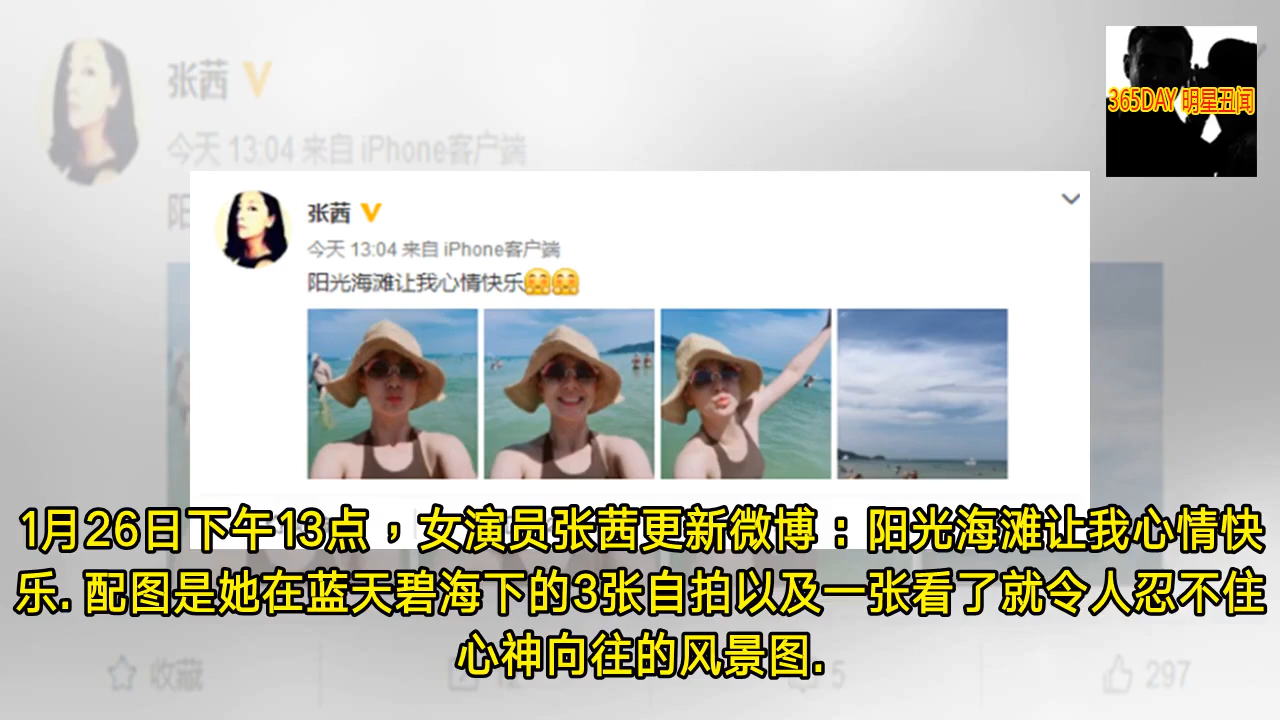 张茜
今天 13:04 来自 iPhone客户端
阳
365DAY 明星丑闻
张茜
今天 13:04 来自 iPhone客户端
阳光海滩让我心情快乐
1月26日下午13点，女演员张茜更新微博：阳光海滩让我心情快
乐. 配图是她在蓝天碧海下的3张自拍以及一张看了就令人忍不住
心神向往的风景图.
收藏
297